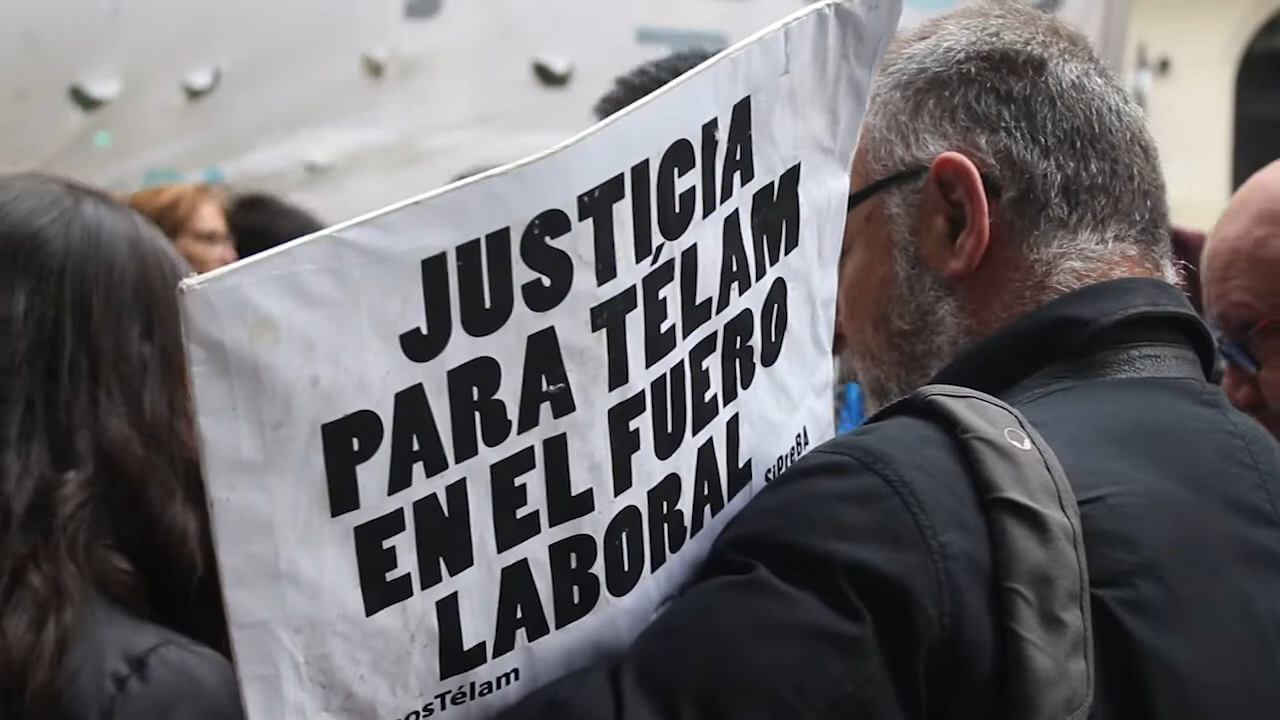 JUSTICIA
PARA TÉLAM
EN EL FUERO
LABORAL
SiPreBA